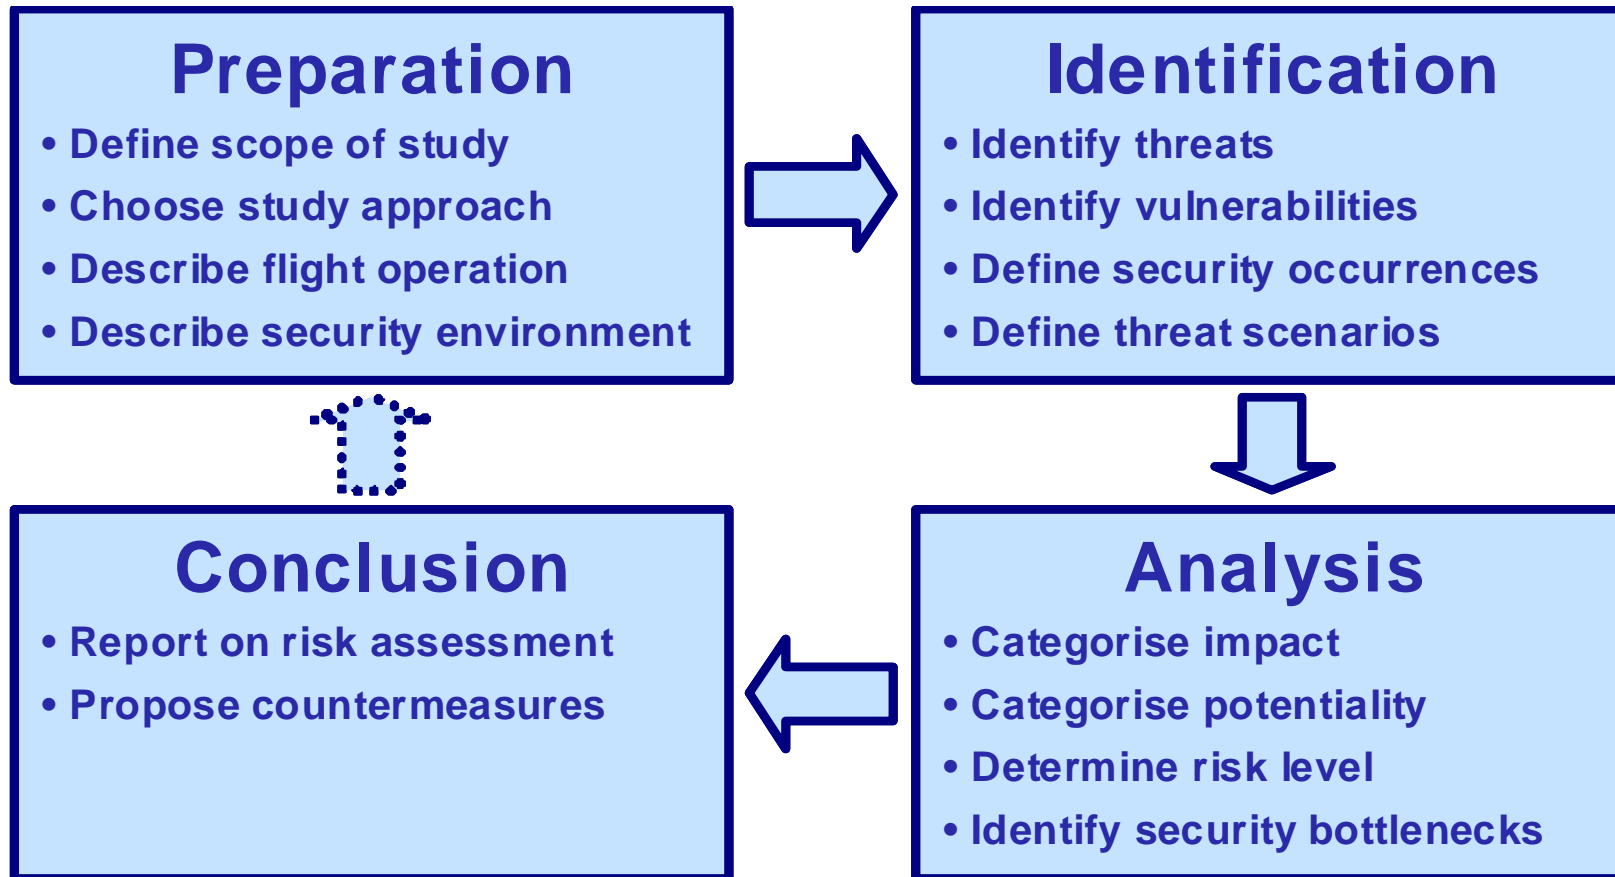 Preparation
• Define scope of study
• Choose study approach
• Describe flight operation
• Describe security environment
Identification
• Identify threats
• Identify vulnerabilities
• Define security occurrences
• Define threat scenarios
Conclusion
• Report on risk assessment
• Propose countermeasures
Analysis
• Categorise impact
• Categorise potentiality
• Determine risk level
• Identify security bottlenecks